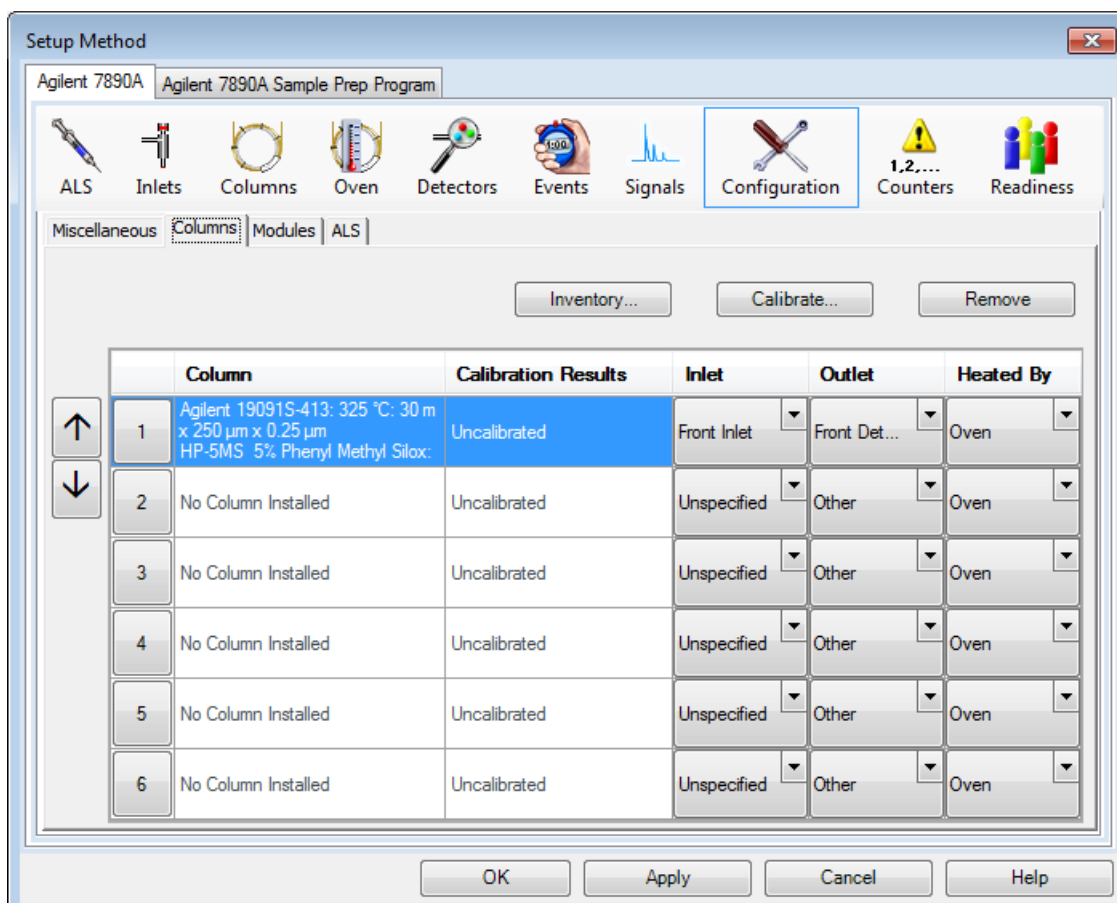 Setup Method
Agilent 7890A Agilent 7890A Sample Prep Program
1:00
1,2,...
ALS Inlets Columns Oven Detectors Events Signals Configuration Counters Readiness
Miscellaneous Columns Modules ALS
Inventory... Calibrate... Remove
Column Calibration Results Inlet Outlet Heated By
1 Agilent 19091S-413: 325 °C: 30 m
x 250 µm x 0.25 µm
HP-5MS 5% Phenyl Methyl Silox: Uncalibrated Front Inlet Front Det... Oven
2 No Column Installed Uncalibrated Unspecified Other Oven
3 No Column Installed Uncalibrated Unspecified Other Oven
4 No Column Installed Uncalibrated Unspecified Other Oven
5 No Column Installed Uncalibrated Unspecified Other Oven
6 No Column Installed Uncalibrated Unspecified Other Oven
OK Apply Cancel Help